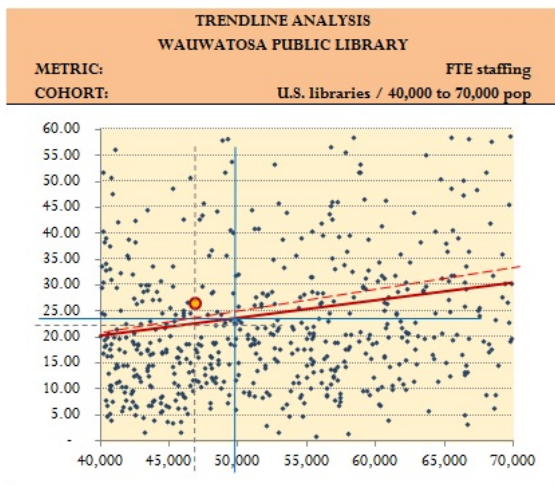 TRENDLINE ANALYSIS
WAUWATOSA PUBLIC LIBRARY
METRIC: FTE staffing
COHORT: U.S. libraries / 40,000 to 70,000 pop
60.00
55.00
50.00
45.00
40.00
35.00
30.00
25.00
20.00
15.00
10.00
5.00
-
40,000 45,000 50,000 55,000 60,000 65,000 70,000